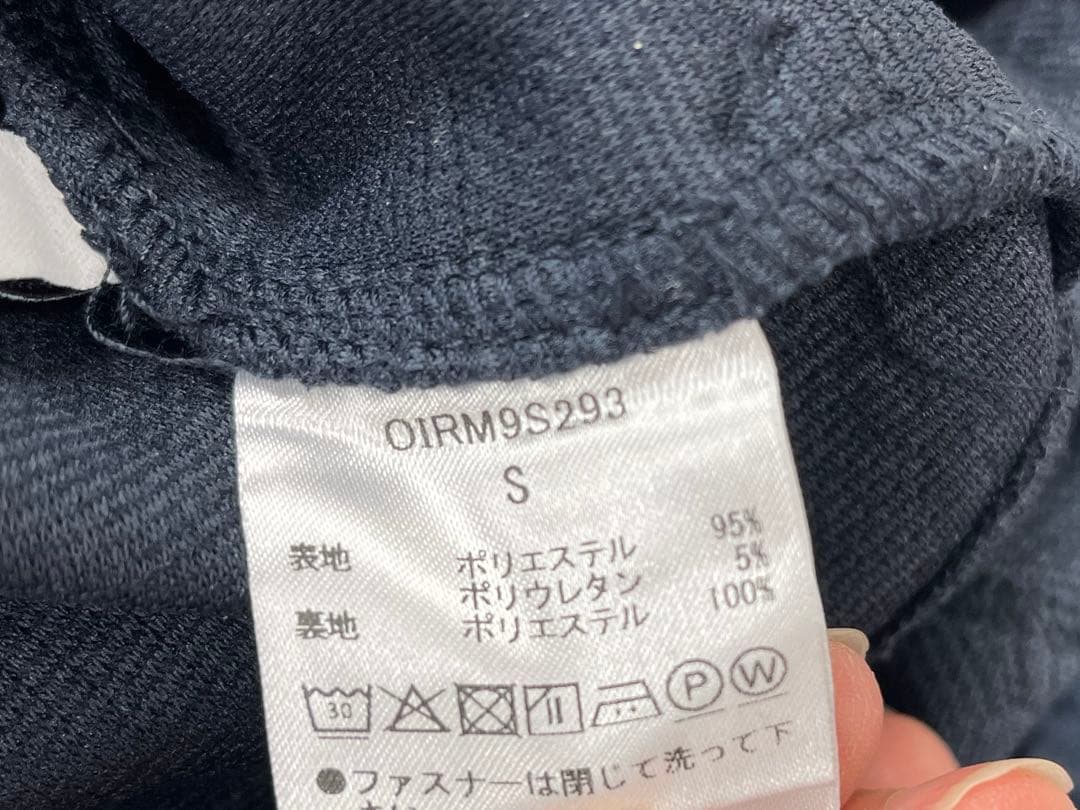 OIRM9S293
S
表地 ポリエステル 95%
ポリウレタン 5%
裏地 ポリエステル 100%
30 P W
●ファスナーは閉じて洗って下
さい